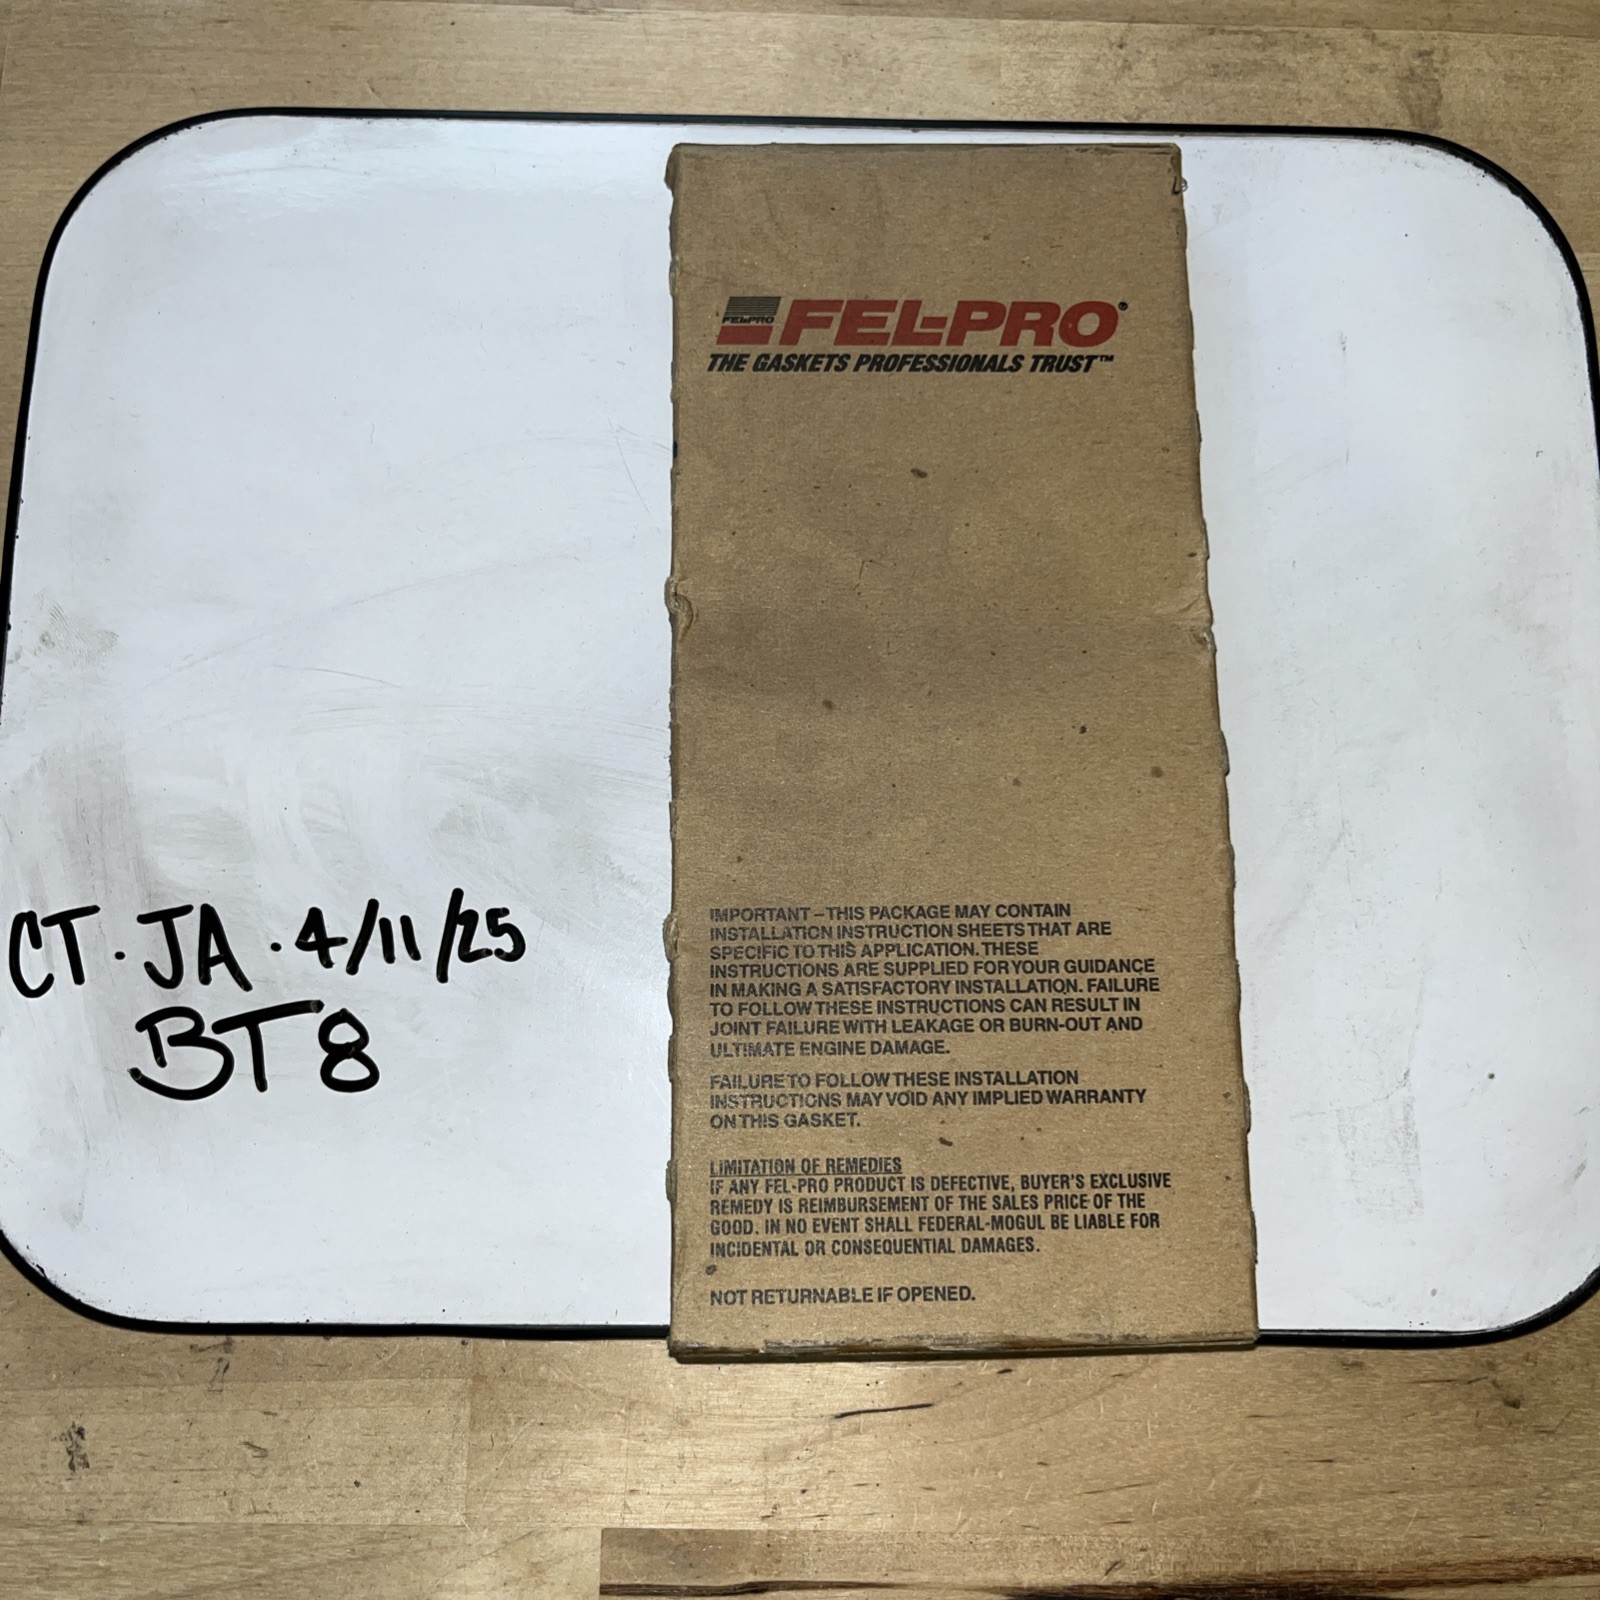 FEL-PRO FEL-PRO®
THE GASKETS PROFESSIONALS TRUST™
CT·JA·4/11/25
BT8
IMPORTANT–THIS PACKAGE MAY CONTAIN
INSTALLATION INSTRUCTION SHEETS THAT ARE
SPECIFIC TO THIS APPLICATION. THESE
INSTRUCTIONS ARE SUPPLIED FOR YOUR GUIDANCE
IN MAKING A SATISFACTORY INSTALLATION. FAILURE
TO FOLLOW THESE INSTRUCTIONS CAN RESULT IN
JOINT FAILURE WITH LEAKAGE OR BURN-OUT AND
ULTIMATE ENGINE DAMAGE.
FAILURE TO FOLLOW THESE INSTALLATION
INSTRUCTIONS MAY VOID ANY IMPLIED WARRANTY
ON THIS GASKET.
LIMITATION OF REMEDIES
IF ANY FEL-PRO PRODUCT IS DEFECTIVE, BUYER'S EXCLUSIVE
REMEDY IS REIMBURSEMENT OF THE SALES PRICE OF THE
GOOD. IN NO EVENT SHALL FEDERAL-MOGUL BE LIABLE FOR
INCIDENTAL OR CONSEQUENTIAL DAMAGES.
NOT RETURNABLE IF OPENED.